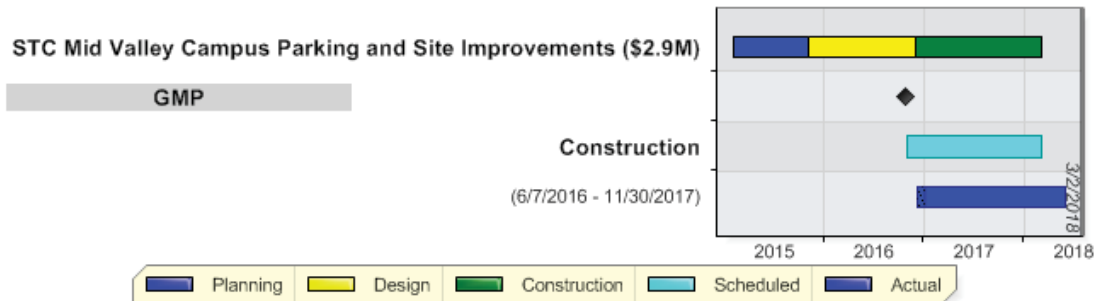 STC Mid Valley Campus Parking and Site Improvements ($2.9M)
GMP
Construction
(6/7/2016 - 11/30/2017)
3/2/2018
2015 2016 2017 2018
Planning Design Construction Scheduled Actual